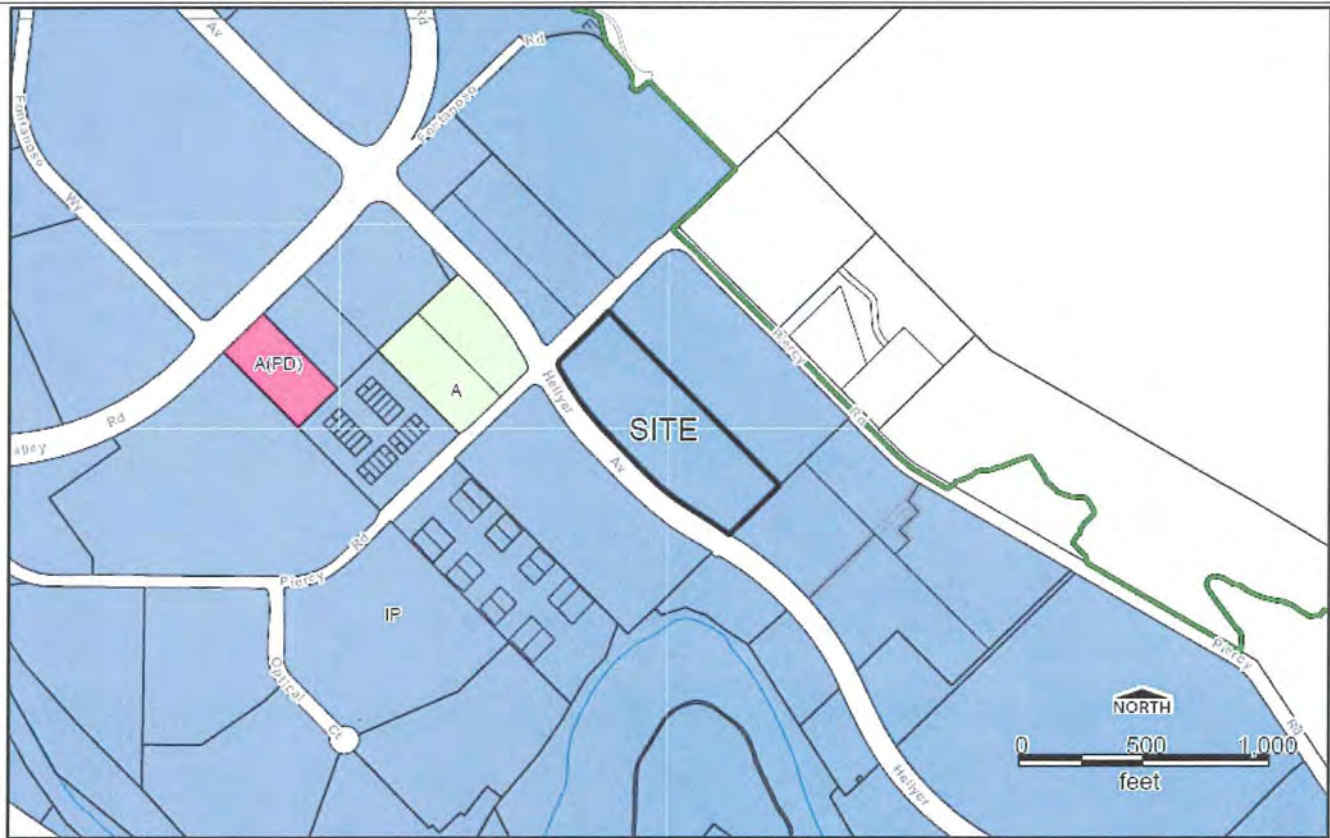 Av
Rd
Rd
Fontanoso
Fontanoso
Wy
A(PD)
A
Piercy
Rd
Hellyer
Av
SITE
Rd
alley
Rd
Piercy
IP
Optical
Ct
Piercy
Rd
Hellyer
NORTH
0 500 1,000
feet